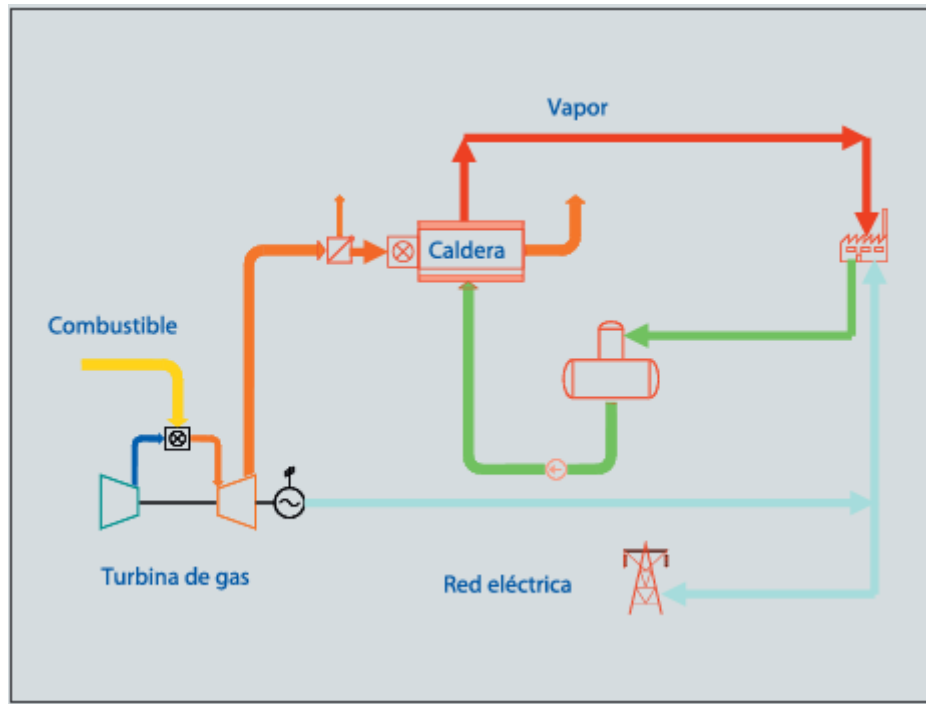 Vapor
Caldera
Combustible
Turbina de gas
Red eléctrica